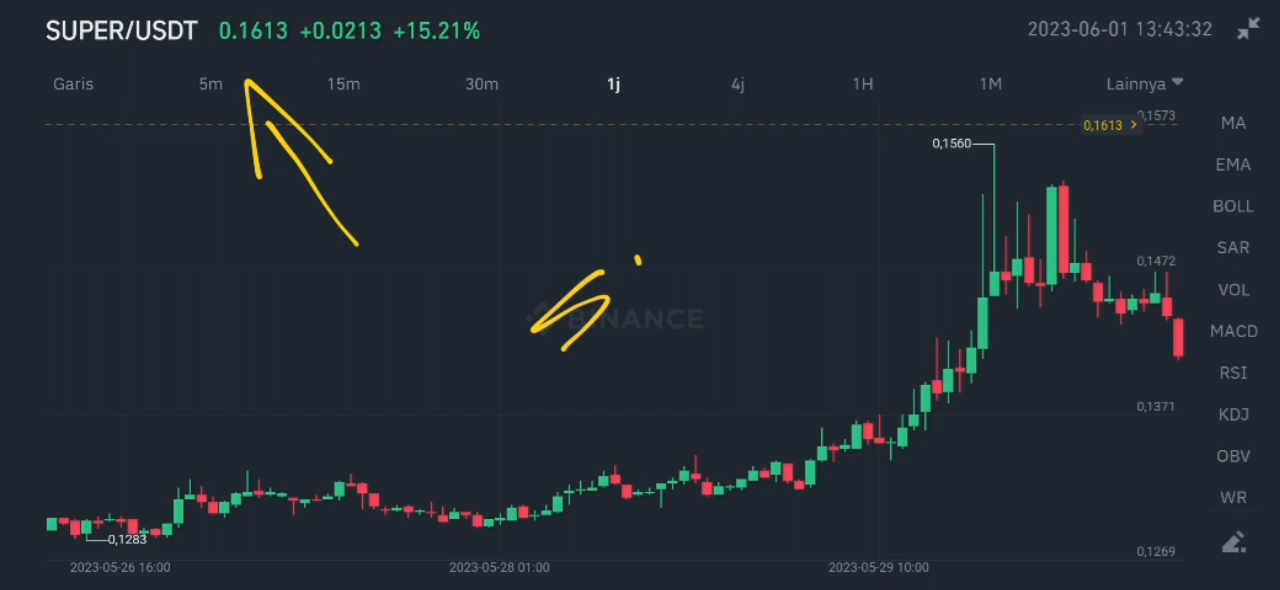 SUPER/USDT 0.1613 +0.0213 +15.21% 2023-06-01 13:43:32
Garis 5m 15m 30m 1j 4j 1H 1M Lainnya
0,1573
0,1613 >
MA
0,1560
EMA
BOLL
SAR
0,1472
VOL
BINANCE
MACD
RSI
0,1371
KDJ
OBV
WR
0,1283
0,1269
2023-05-26 16:00 2023-05-28 01:00 2023-05-29 10:00